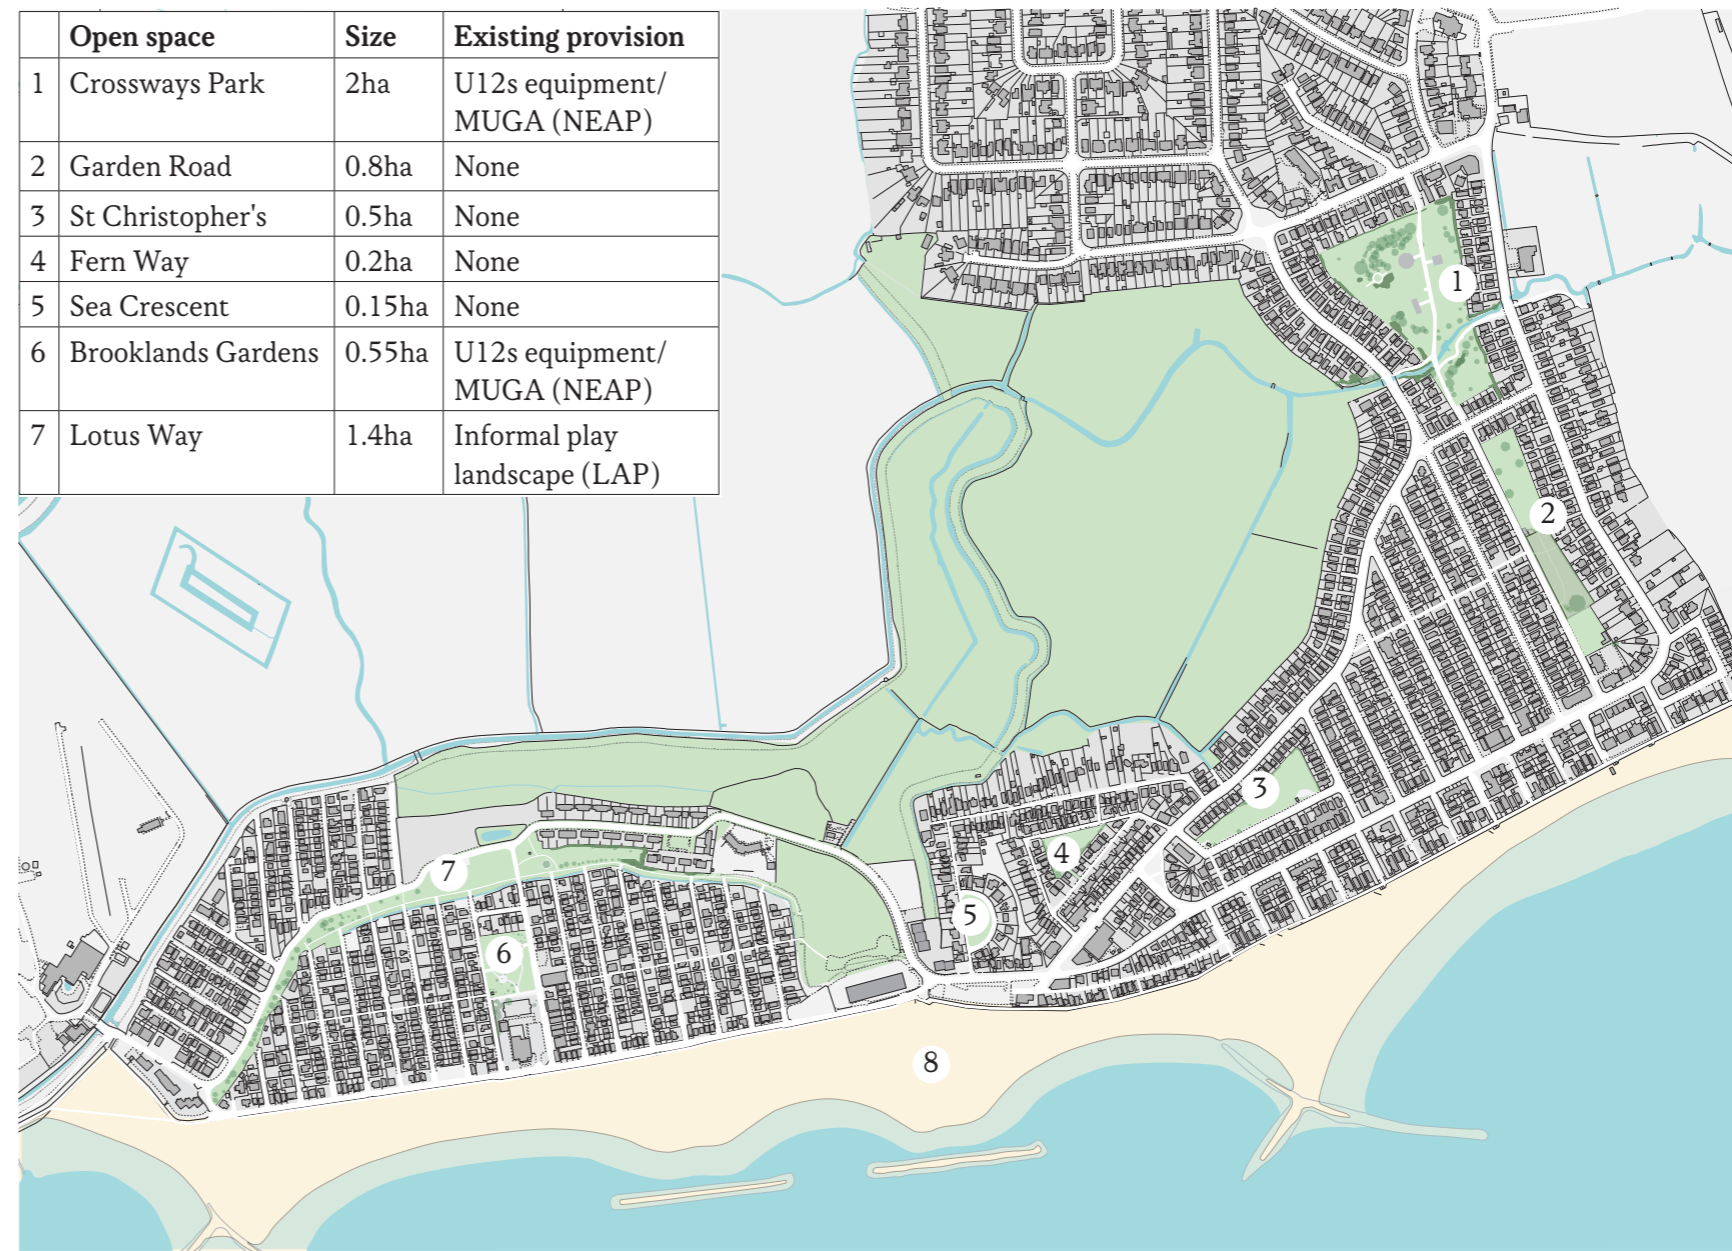 Open space Size Existing provision
1 Crossways Park 2ha U12s equipment/
MUGA (NEAP)
2 Garden Road 0.8ha None
3 St Christopher's 0.5ha None
4 Fern Way 0.2ha None
5 Sea Crescent 0.15ha None
6 Brooklands Gardens 0.55ha U12s equipment/
MUGA (NEAP)
7 Lotus Way 1.4ha Informal play
landscape (LAP)
1
2
3
4
7
5
6
8